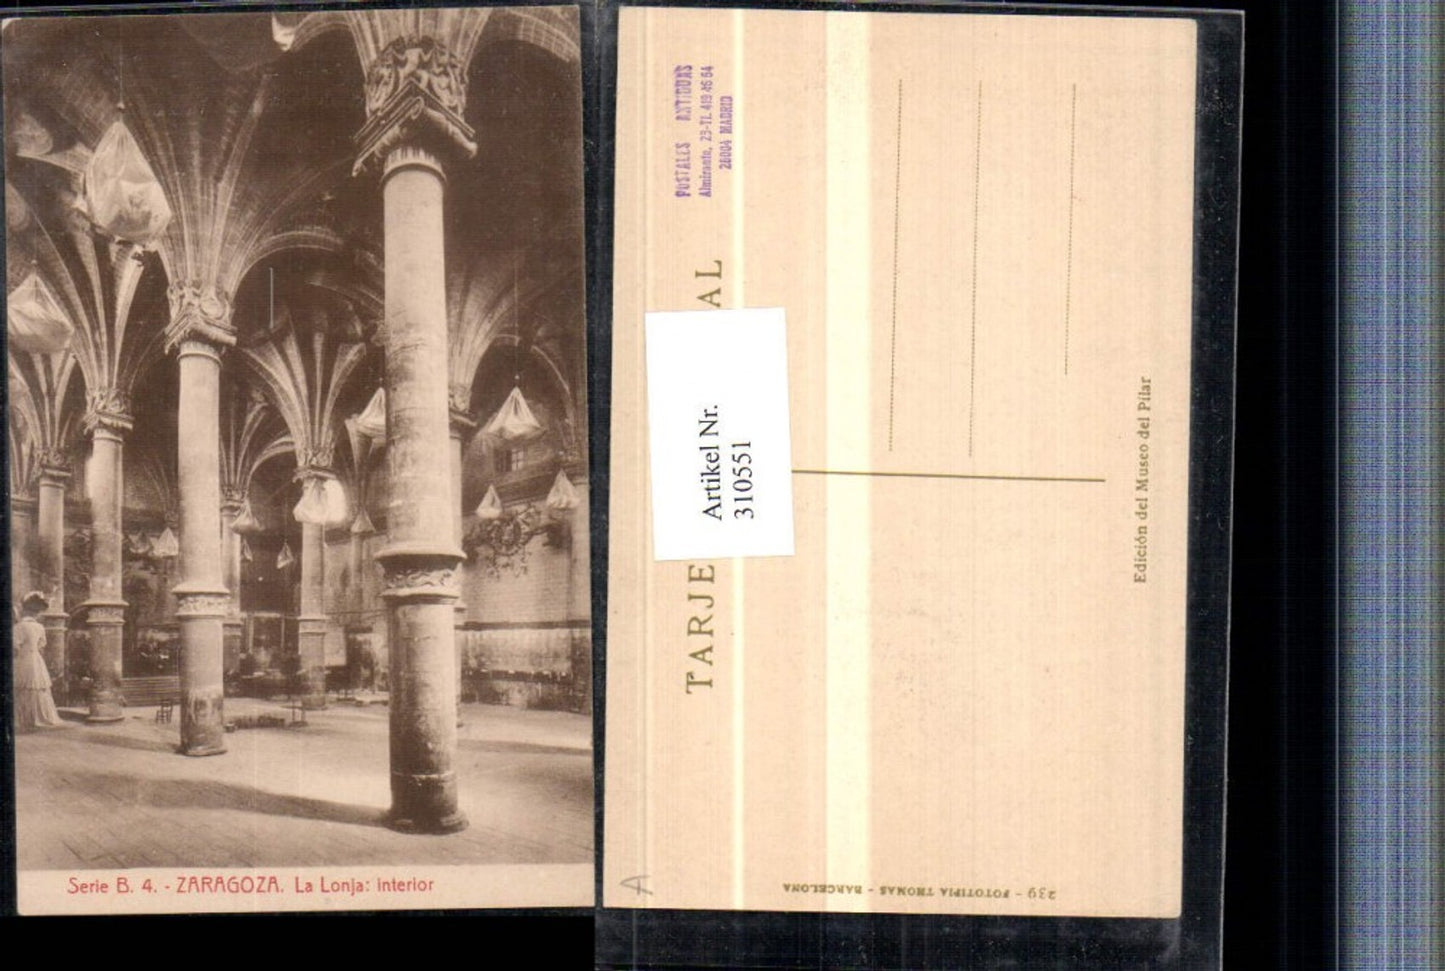 Serie B. 4. - ZARAGOZA. La Lonja: interior
POSTALES ANTIGUAS
Almirante, 23-TL 419 46 54
28004 MADRID
TARJE AL
Artikel Nr.
310551
Edición del Museo del Pilar
239 - FOTOTIPIA THOMAS - BARCELONA
A